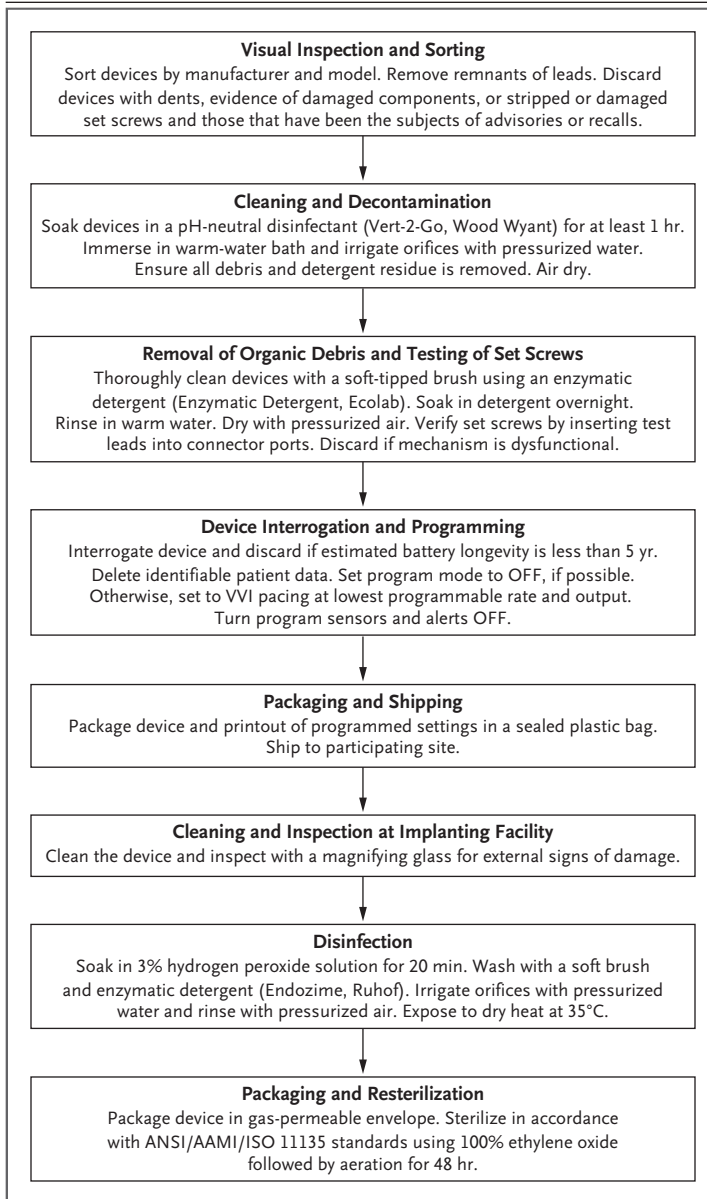 Visual Inspection and Sorting
Sort devices by manufacturer and model. Remove remnants of leads. Discard
devices with dents, evidence of damaged components, or stripped or damaged
set screws and those that have been the subjects of advisories or recalls.
Cleaning and Decontamination
Soak devices in a pH-neutral disinfectant (Vert-2-Go, Wood Wyant) for at least 1 hr.
Immerse in warm-water bath and irrigate orifices with pressurized water.
Ensure all debris and detergent residue is removed. Air dry.
Removal of Organic Debris and Testing of Set Screws
Thoroughly clean devices with a soft-tipped brush using an enzymatic
detergent (Enzymatic Detergent, Ecolab). Soak in detergent overnight.
Rinse in warm water. Dry with pressurized air. Verify set screws by inserting test
leads into connector ports. Discard if mechanism is dysfunctional.
Device Interrogation and Programming
Interrogate device and discard if estimated battery longevity is less than 5 yr.
Delete identifiable patient data. Set program mode to OFF, if possible.
Otherwise, set to VVI pacing at lowest programmable rate and output.
Turn program sensors and alerts OFF.
Packaging and Shipping
Package device and printout of programmed settings in a sealed plastic bag.
Ship to participating site.
Cleaning and Inspection at Implanting Facility
Clean the device and inspect with a magnifying glass for external signs of damage.
Disinfection
Soak in 3% hydrogen peroxide solution for 20 min. Wash with a soft brush
and enzymatic detergent (Endozime, Ruhof). Irrigate orifices with pressurized
water and rinse with pressurized air. Expose to dry heat at 35°C.
Packaging and Resterilization
Package device in gas-permeable envelope. Sterilize in accordance
with ANSI/AAMI/ISO 11135 standards using 100% ethylene oxide
followed by aeration for 48 hr.